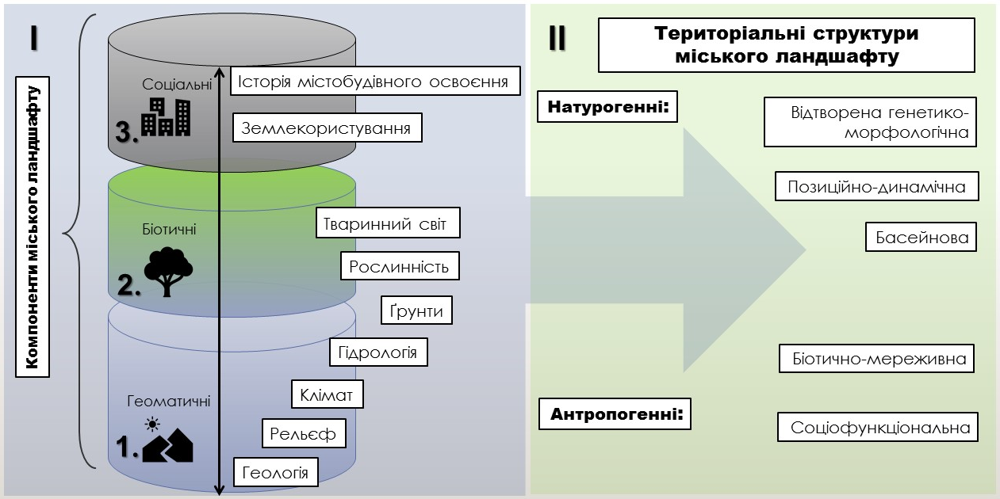 I
Компоненти міського ландшафту
Соціальні
3.
Історія містобудівного освоєння
Землекористування
Біотичні
2.
Тваринний світ
Рослинність
Ґрунти
Гідрологія
Клімат
Геоматичні
1.
Рельєф
Геологія
II
Територіальні структури
міського ландшафту
Натурогенні:
Відтворена генетико-
морфологічна
Позиційно-динамічна
Басейнова
Біотично-мереживна
Антропогенні:
Соціофункціональна